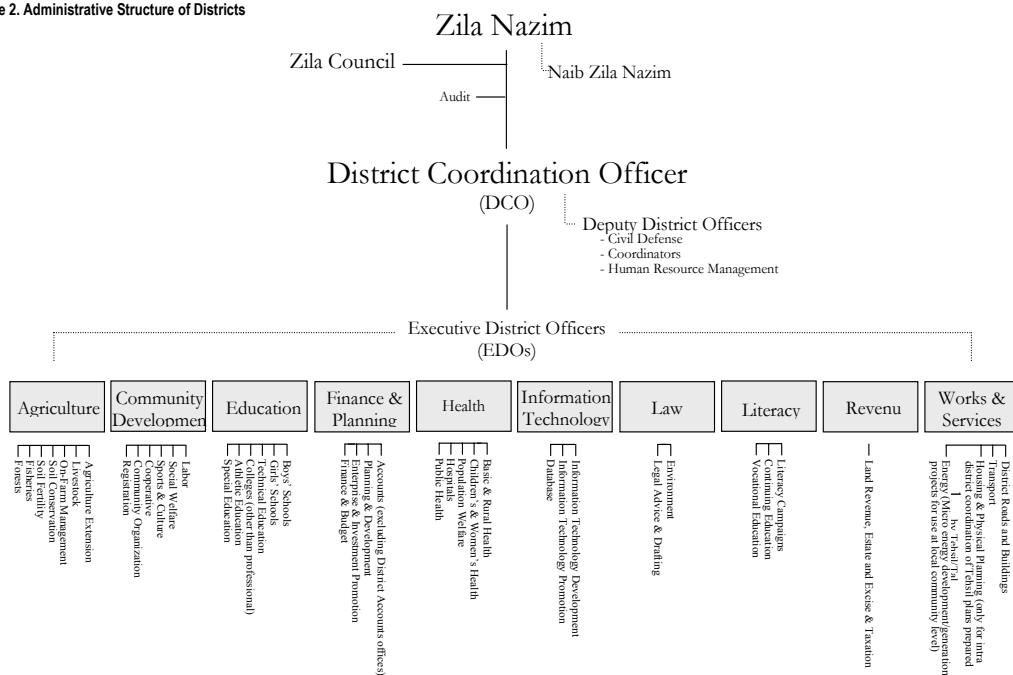 e 2. Administrative Structure of Districts
Zila Nazim
Zila Council
Naib Zila Nazim
Audit
District Coordination Officer
(DCO)
Deputy District Officers
- Civil Defense
- Coordinators
- Human Resource Management
Executive District Officers
(EDOs)
Agriculture
Agriculture Extension
Livestock
On-Farm Management
Soil Conservation
Soil Fertility
Fisheries
Forests
Community
Developmen
Labor
Social Welfare
Sports & Culture
Cooperative
Community Organization
Registration
Education
Boys' Schools
Girls' Schools
Technical Education
Colleges (other than professional)
Athletic Education
Special Education
Finance &
Planning
Accounts (excluding District Accounts offices)
Planning & Development
Enterprise & Investment Promotion
Finance & Budget
Health
Basic & Rural Health
Children's & Women's Health
Population Welfare
Hospitals
Public Health
Information
Technology
Information Technology Development
Information Technology Promotion
Database
Law
Environment
Legal Advice & Drafting
Literacy
Literacy Campaigns
Continuing Education
Vocational Education
Revenu
Land Revenue, Estate and Excise & Taxation
Works &
Services
District Roads and Buildings
Transport
Housing & Physical Planning (only for intra
district coordination of Tehsil plans prepared
by Tehsil/Tal
Energy (Micro energy development/generation
projects for use at local community level)